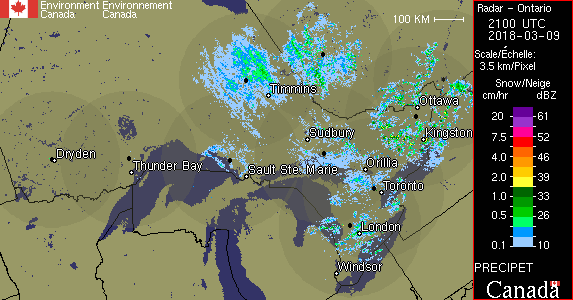 Environment Environnement
Canada Canada
100 KM
Timmins
Ottawa
Sudbury
Kingston
Dryden
Thunder Bay
Sault Ste. Marie
Orillia
Toronto
London
Windsor
Radar - Ontario
2100 UTC
2018-03-09
Scale/Échelle:
3.5 km/Pixel
Snow/Neige
cm/hr dBZ
20 61
7.5 52
4.0 46
2.0 39
1.0 33
0.5 26
0.1 10
PRECIPET
Canada